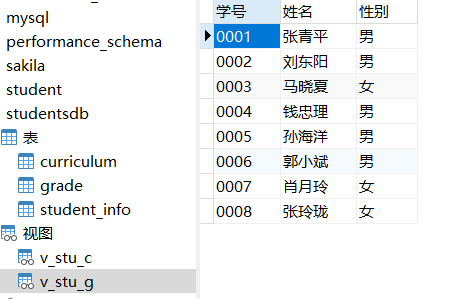 mysql
performance_schema
sakila
student
studentsdb
表
curriculum
grade
student_info
视图
v_stu_c
v_stu_g
学号 姓名 性别
0001 张青平 男
0002 刘东阳 男
0003 马晓夏 女
0004 钱忠理 男
0005 孙海洋 男
0006 郭小斌 男
0007 肖月玲 女
0008 张玲珑 女